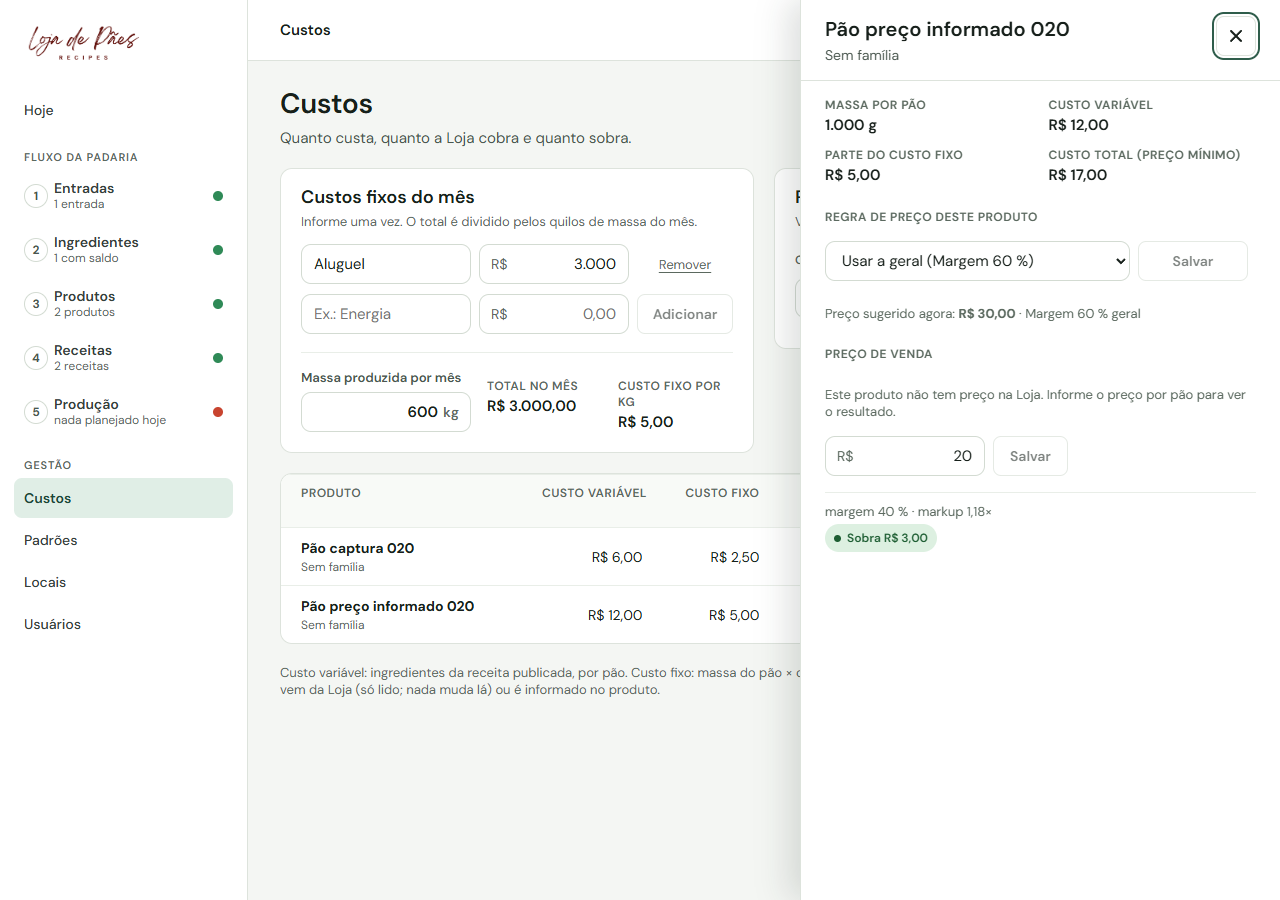 Loja de Pães
RECIPES
Hoje
FLUXO DA PADARIA
1 Entradas
1 entrada
2 Ingredientes
1 com saldo
3 Produtos
2 produtos
4 Receitas
2 receitas
5 Produção
nada planejado hoje
GESTÃO
Custos
Padrões
Locais
Usuários
Custos
Custos
Quanto custa, quanto a Loja cobra e quanto sobra.
Custos fixos do mês
Informe uma vez. O total é dividido pelos quilos de massa do mês.
Aluguel R$ 3.000 Remover
Ex.: Energia R$ 0,00 Adicionar
Massa produzida por mês
600 kg
TOTAL NO MÊS
R$ 3.000,00
CUSTO FIXO POR
KG
R$ 5,00
PRODUTO CUSTO VARIÁVEL CUSTO FIXO
Pão captura 020 R$ 6,00 R$ 2,50
Sem família
Pão preço informado 020 R$ 12,00 R$ 5,00
Sem família
Custo variável: ingredientes da receita publicada, por pão. Custo fixo: massa do pão ×
vem da Loja (só lido; nada muda lá) ou é informado no produto.
Pão preço informado 020
Sem família
MASSA POR PÃO CUSTO VARIÁVEL
1.000 g R$ 12,00
PARTE DO CUSTO FIXO CUSTO TOTAL (PREÇO MÍNIMO)
R$ 5,00 R$ 17,00
REGRA DE PREÇO DESTE PRODUTO
Usar a geral (Margem 60 %) Salvar
Preço sugerido agora: R$ 30,00 · Margem 60 % geral
PREÇO DE VENDA
Este produto não tem preço na Loja. Informe o preço por pão para ver
o resultado.
R$ 20 Salvar
margem 40 % · markup 1,18×
Sobra R$ 3,00